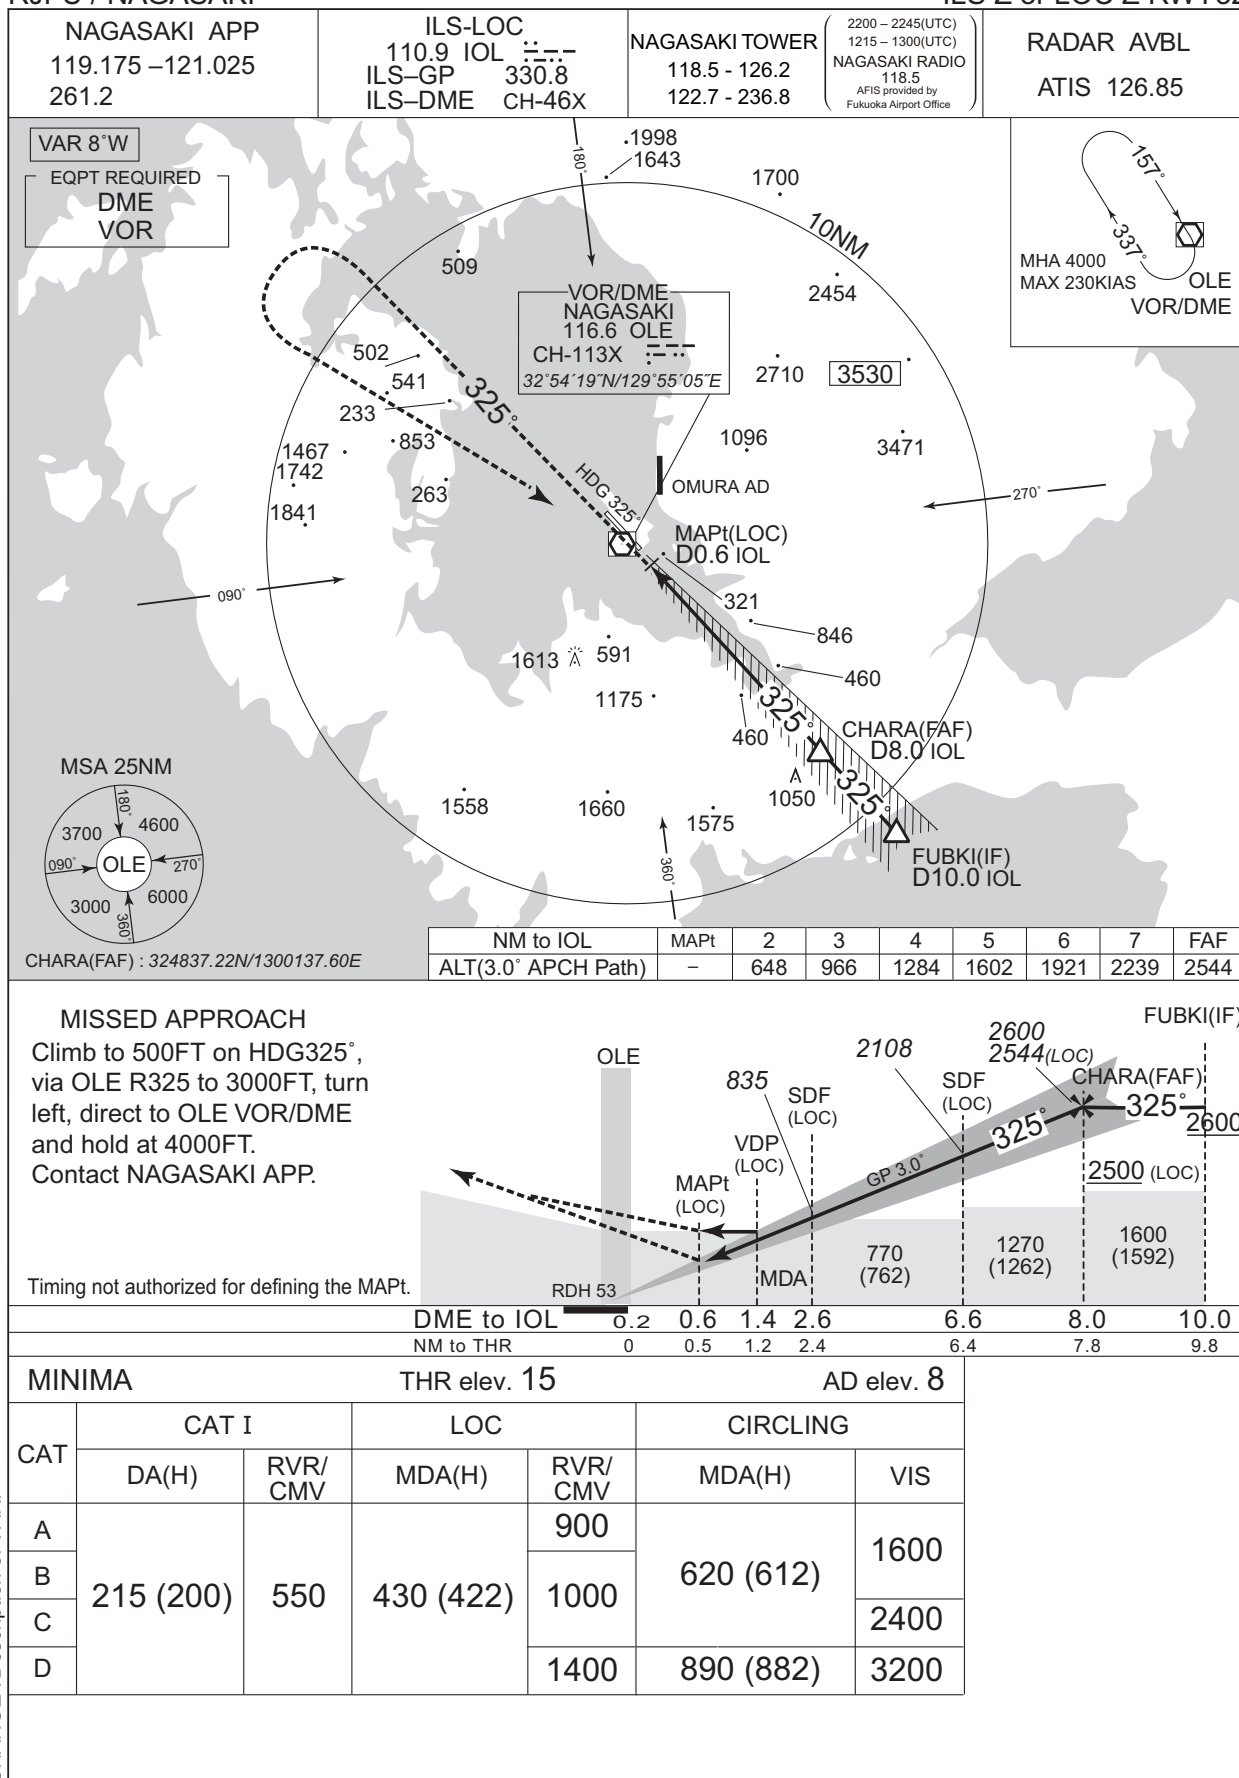 NAGASAKI APP
119.175 –121.025
261.2
ILS-LOC
110.9 IOL
ILS–GP 330.8
ILS–DME CH-46X
NAGASAKI TOWER
118.5 - 126.2
122.7 - 236.8
2200 – 2245(UTC)
1215 – 1300(UTC)
NAGASAKI RADIO
118.5
AFIS provided by
Fukuoka Airport Office
RADAR AVBL
ATIS 126.85
VAR 8˚W
EQPT REQUIRED
DME
VOR
180˚
1998
1643
1700
10NM
157˚
337˚
MHA 4000
MAX 230KIAS
OLE
VOR/DME
509
2454
VOR/DME
NAGASAKI
116.6 OLE
CH-113X
32˚54´19˝N/129˚55´05˝E
502
541
233
325˚
2710
3530
1467
853
1742
263
1841
1096
3471
HDG 325˚
OMURA AD
270˚
MAPt(LOC)
D0.6 IOL
090˚
321
846
1613
591
460
1175
325˚
460
CHARA(FAF)
D8.0 IOL
325˚
1050
1558
1660
1575
360˚
FUBKI(IF)
D10.0 IOL
MSA 25NM
180˚
3700
4600
090˚
OLE
270˚
3000
6000
360˚
CHARA(FAF) : 324837.22N/1300137.60E
NM to IOL MAPt 2 3 4 5 6 7 FAF
ALT(3.0˚ APCH Path) – 648 966 1284 1602 1921 2239 2544
MISSED APPROACH
Climb to 500FT on HDG325˚,
via OLE R325 to 3000FT, turn
left, direct to OLE VOR/DME
and hold at 4000FT.
Contact NAGASAKI APP.
Timing not authorized for defining the MAPt.
OLE
835
2108
2600
2544(LOC)
FUBKI(IF)
SDF
(LOC)
SDF
(LOC)
CHARA(FAF)
VDP
(LOC)
MAPt
(LOC)
GP 3.0˚
325˚
325˚
2600
2500 (LOC)
RDH 53
MDA
770
(762)
1270
(1262)
1600
(1592)
DME to IOL 0.2 0.6 1.4 2.6 6.6 8.0 10.0
NM to THR 0 0.5 1.2 2.4 6.4 7.8 9.8
MINIMA THR elev. 15 AD elev. 8
CAT CAT I LOC CIRCLING
DA(H) RVR/CMV MDA(H) RVR/CMV MDA(H) VIS
A 215 (200) 550 430 (422) 900 620 (612) 1600
B 1000
C 2400
D 1400 890 (882) 3200